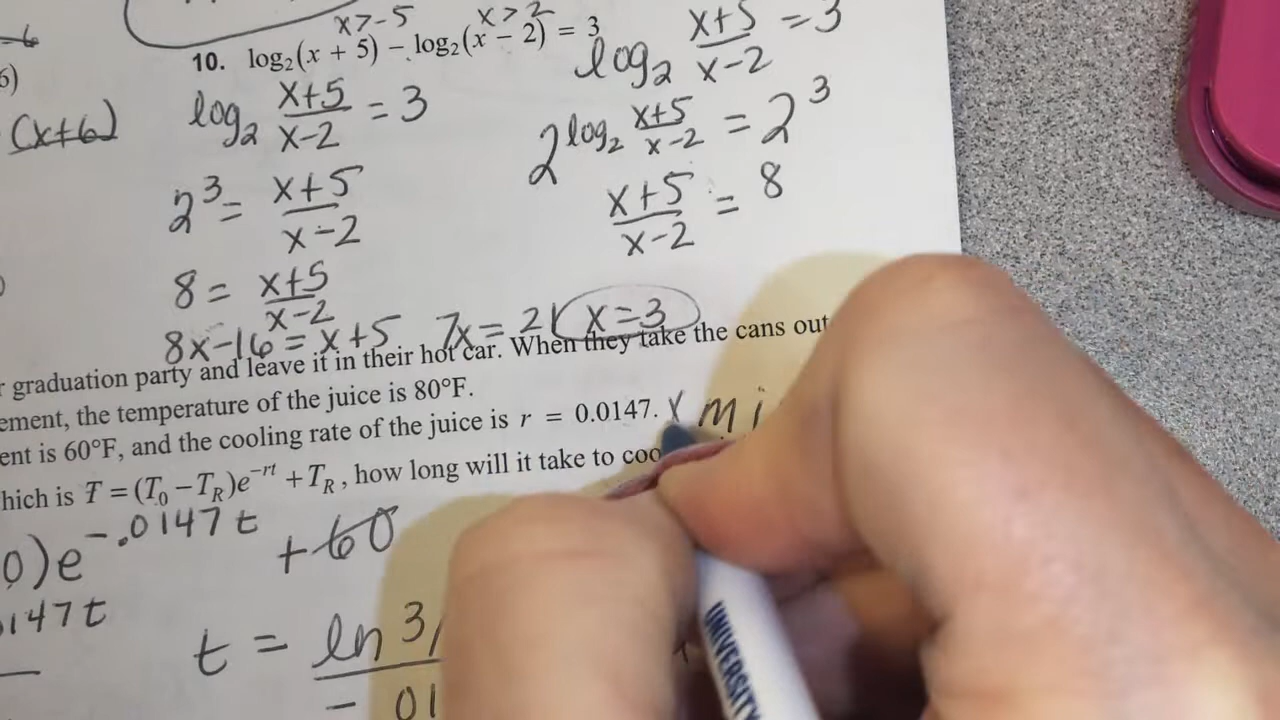 -6
x>-5 x>2
10. log₂(x + 5) − log₂(x − 2) = 3
6)
(x+6)
log₂ x+5/x-2 = 3
2³ = x+5/x-2
8 = x+5/x-2
8x-16 = x+5 7x = 21 x=3
log₂ x+5/x-2 = 3
2^log₂ x+5/x-2 = 2³
x+5/x-2 = 8
r graduation party and leave it in their hot car. When they take the cans out
ement, the temperature of the juice is 80°F.
ent is 60°F, and the cooling rate of the juice is r = 0.0147. x mi
hich is T = (T₀ − T_R)e^−rt + T_R, how long will it take to coo
0)e^-.0147t + 60
147t
t = ln 3/
- 01
UNIVERSITY